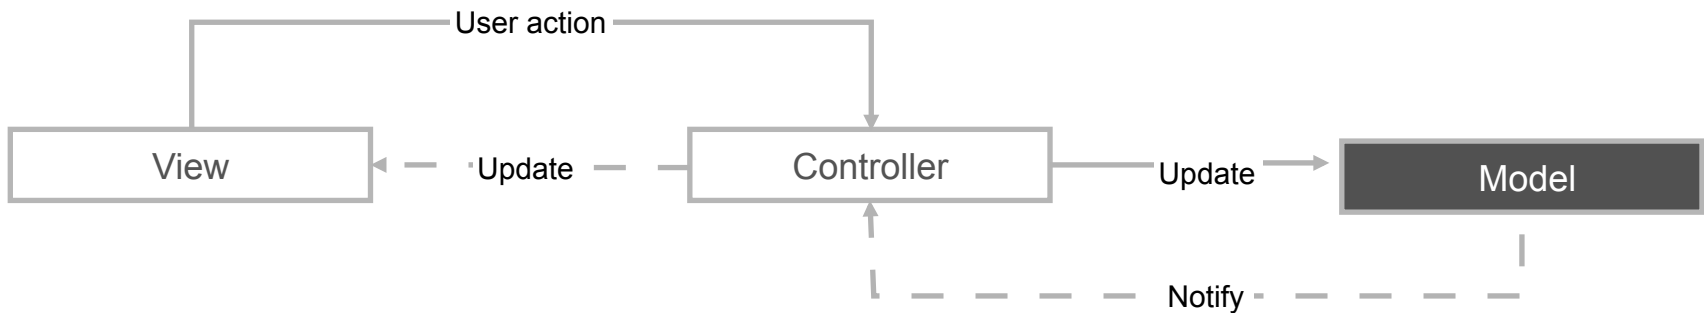 User action
View
Update
Controller
Update
Model
Notify